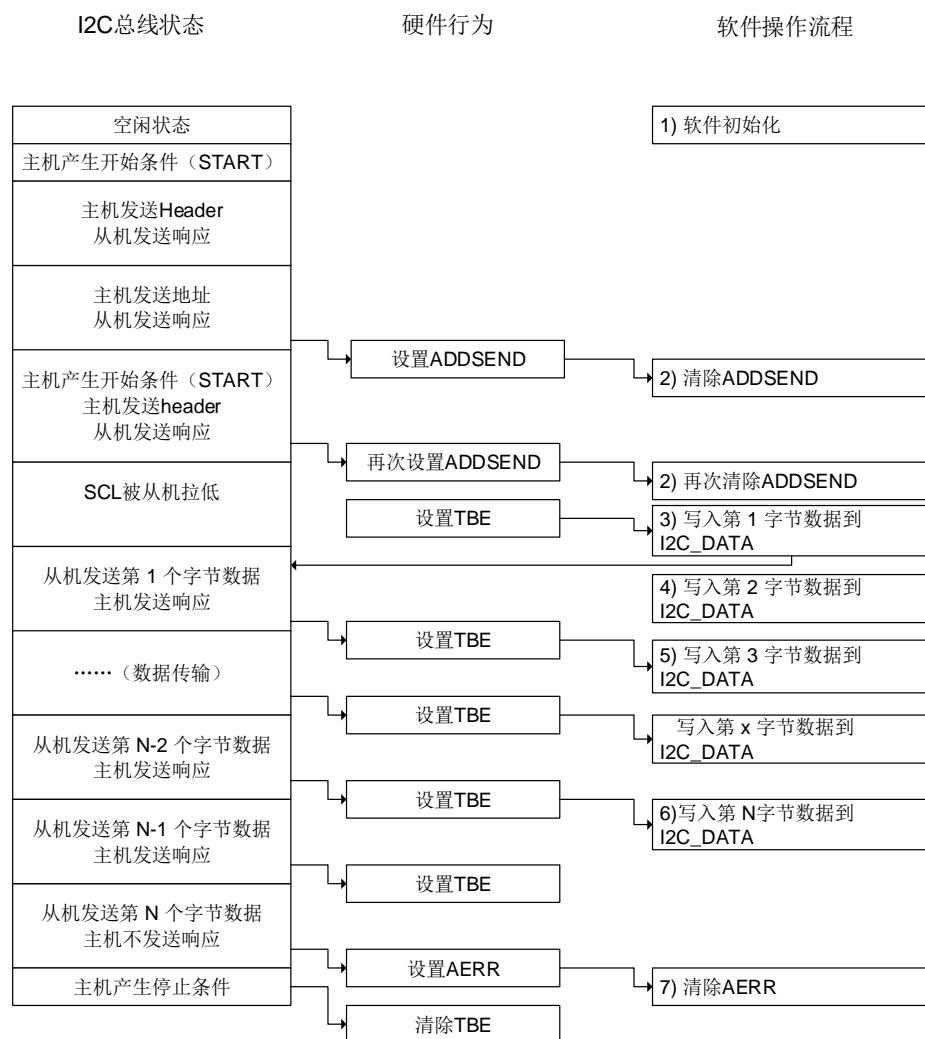 I2C总线状态
硬件行为
软件操作流程
空闲状态
1) 软件初始化
主机产生开始条件（START）
主机发送Header
从机发送响应
主机发送地址
从机发送响应
设置ADDSEND
2) 清除ADDSEND
主机产生开始条件（START）
主机发送header
从机发送响应
再次设置ADDSEND
2) 再次清除ADDSEND
SCL被从机拉低
设置TBE
3) 写入第 1 字节数据到
I2C_DATA
从机发送第 1 个字节数据
主机发送响应
4) 写入第 2 字节数据到
I2C_DATA
设置TBE
5) 写入第 3 字节数据到
I2C_DATA
……（数据传输）
设置TBE
写入第 x 字节数据到
I2C_DATA
从机发送第 N-2 个字节数据
主机发送响应
设置TBE
6)写入第 N字节数据到
I2C_DATA
从机发送第 N-1 个字节数据
主机发送响应
设置TBE
从机发送第 N 个字节数据
主机不发送响应
设置AERR
7) 清除AERR
主机产生停止条件
清除TBE